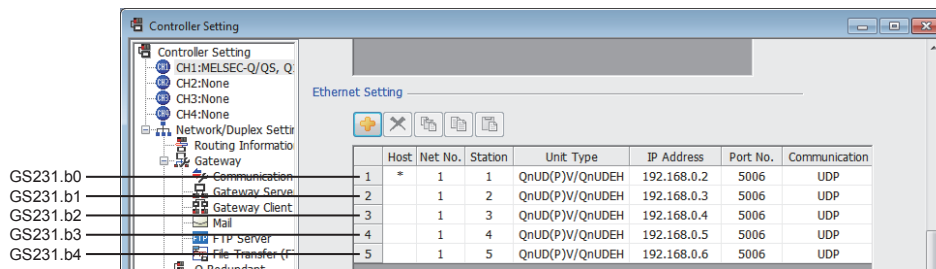 Controller Setting
Controller Setting
CH1:MELSEC-Q/QS, Q
CH2:None
CH3:None
CH4:None
Network/Duplex Settin
Routing Informatio
Gateway
Communication
Gateway Serve
Gateway Client
Mail
FTP Server
File Transfer (F
Q Redundant
Ethernet Setting
Host Net No. Station Unit Type IP Address Port No. Communication
1 * 1 1 QnUD(P)V/QnUDEH 192.168.0.2 5006 UDP
2 1 2 QnUD(P)V/QnUDEH 192.168.0.3 5006 UDP
3 1 3 QnUD(P)V/QnUDEH 192.168.0.4 5006 UDP
4 1 4 QnUD(P)V/QnUDEH 192.168.0.5 5006 UDP
5 1 5 QnUD(P)V/QnUDEH 192.168.0.6 5006 UDP
GS231.b0
GS231.b1
GS231.b2
GS231.b3
GS231.b4